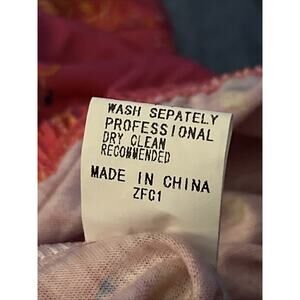 WASH SEPATELY
PROFESSIONAL
DRY CLEAN
RECOMMENDED
MADE IN CHINA
ZFC1